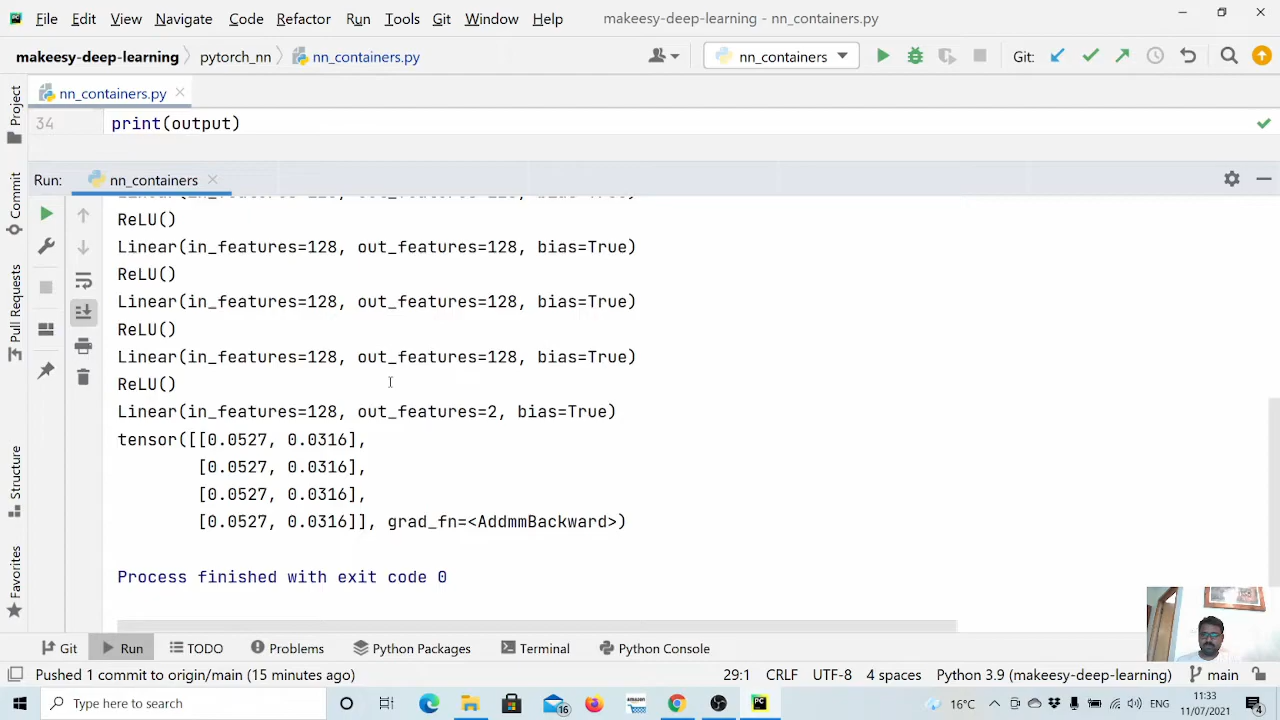 File Edit View Navigate Code Refactor Run Tools Git Window Help makeesy-deep-learning - nn_containers.py
makeesy-deep-learning pytorch_nn nn_containers.py nn_containers Git:
nn_containers.py
34 print(output)
Run: nn_containers
ReLU()
Linear(in_features=128, out_features=128, bias=True)
ReLU()
Linear(in_features=128, out_features=128, bias=True)
ReLU()
Linear(in_features=128, out_features=128, bias=True)
ReLU()
Linear(in_features=128, out_features=2, bias=True)
tensor([[0.0527, 0.0316],
[0.0527, 0.0316],
[0.0527, 0.0316],
[0.0527, 0.0316]], grad_fn=<AddmmBackward>)
Process finished with exit code 0
Project
Commit
Pull Requests
Structure
Favorites
Git Run TODO Problems Python Packages Terminal Python Console
Pushed 1 commit to origin/main (15 minutes ago) 29:1 CRLF UTF-8 4 spaces Python 3.9 (makeesy-deep-learning) main
Type here to search 16 16°C 11:33
11/07/2021 4